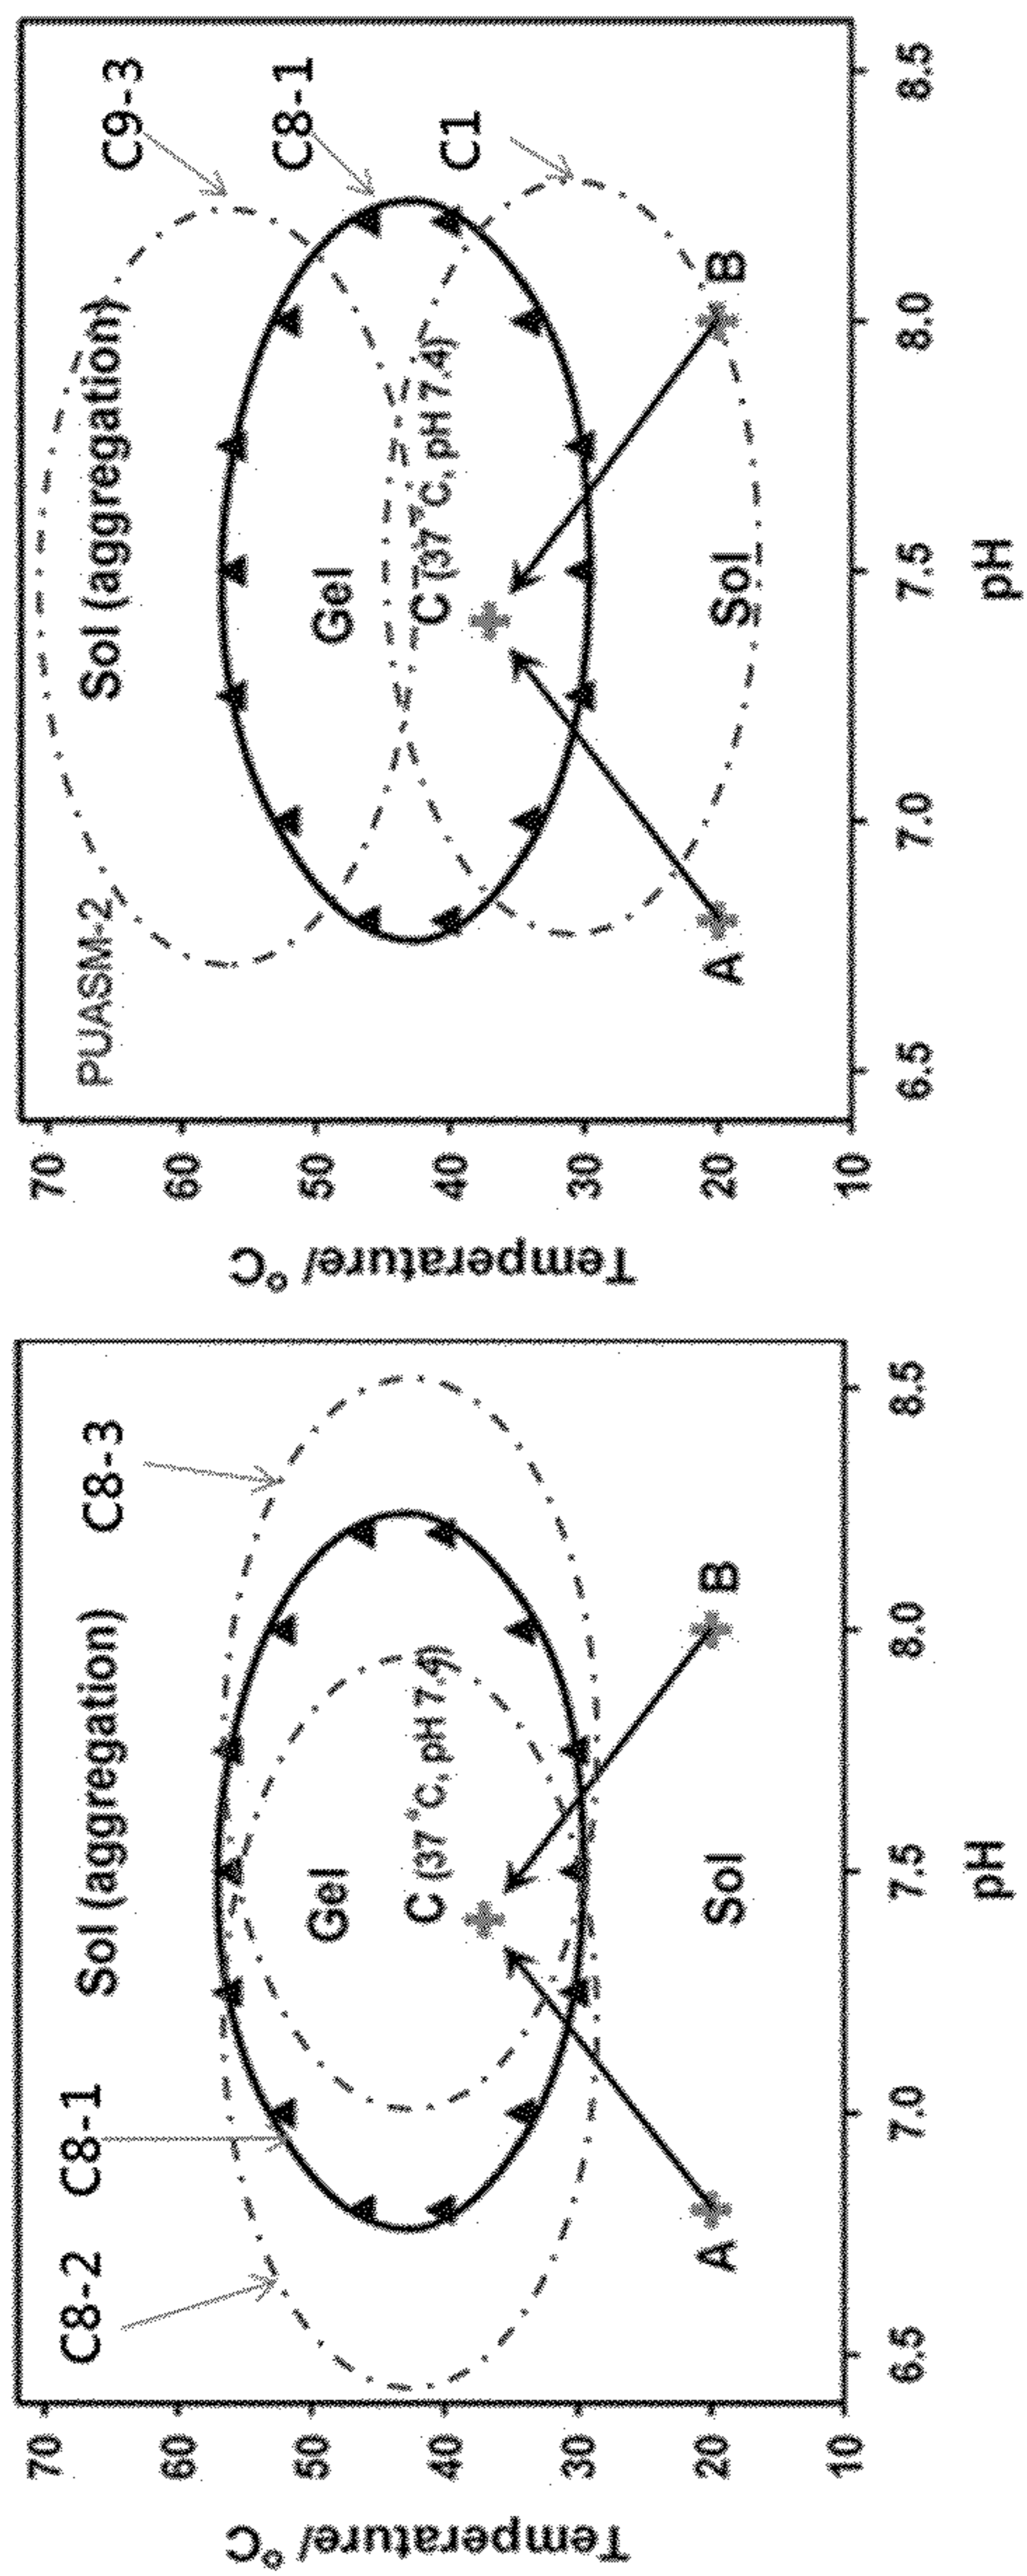 C8-2
C8-1
C8-3
Sol (aggregation)
Gel
C (37°C, pH 7.4)
Sol
A
B
Temperature/ °C
70
60
50
40
30
20
10
6.5
7.0
7.5
8.0
8.5
pH
PUASM-2
Sol (aggregation)
C9-3
C8-1
C1
Gel
C (37°C, pH 7.4)
Sol
A
B
Temperature/ °C
70
60
50
40
30
20
10
6.5
7.0
7.5
8.0
8.5
pH